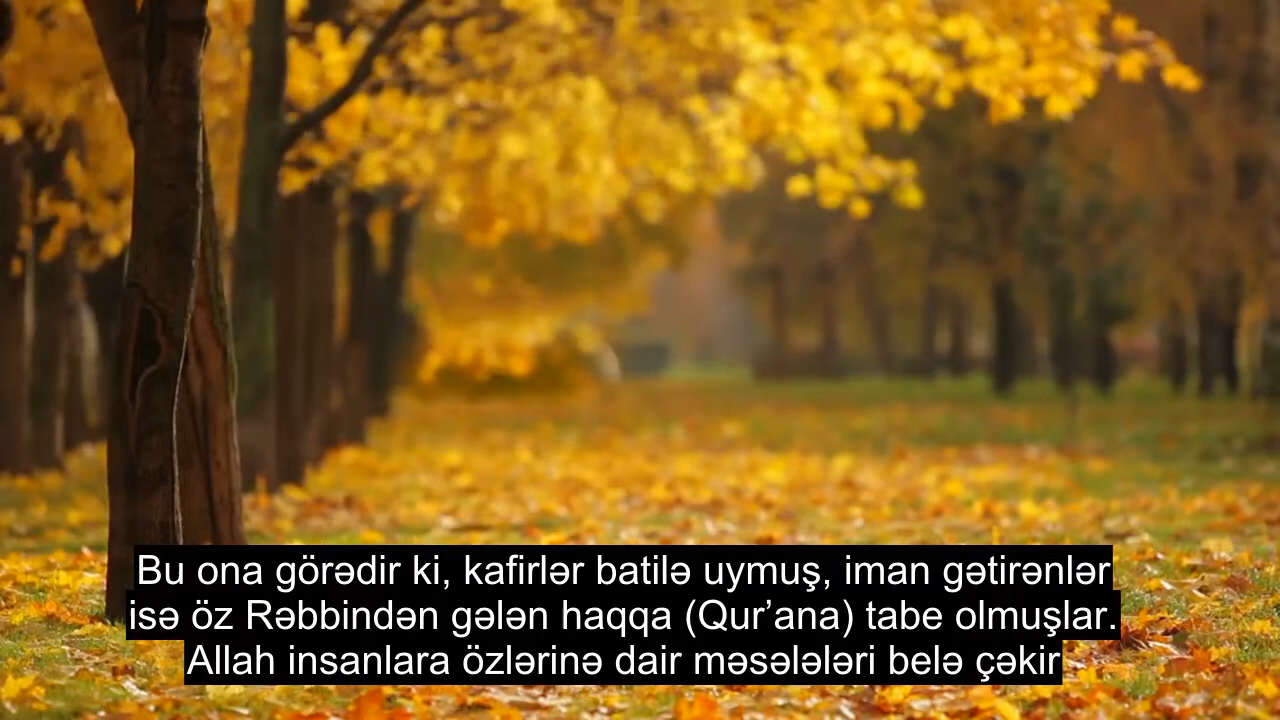 Bu ona görədir ki, kafirlər batilə uymuş, iman gətirənlər
isə öz Rəbbindən gələn haqqa (Qur’ana) tabe olmuşlar.
Allah insanlara özlərinə dair məsələləri belə çəkir